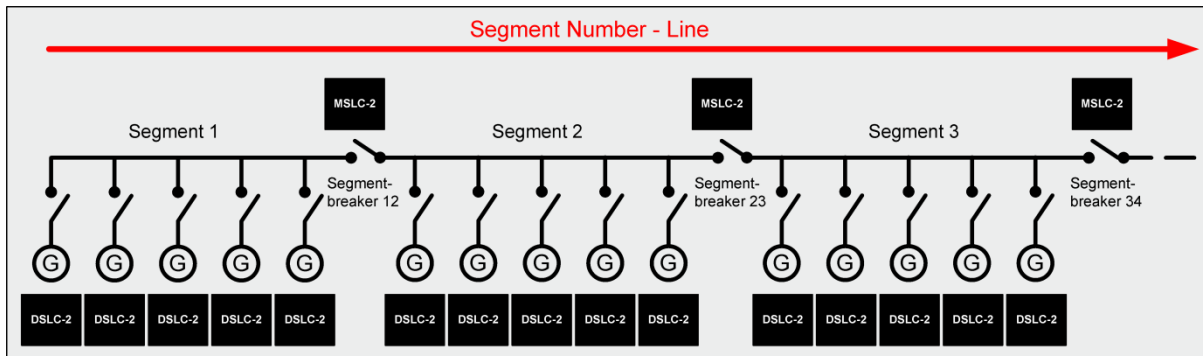 Segment Number - Line
MSLC-2
MSLC-2
MSLC-2
Segment 1
Segment 2
Segment 3
Segment-
breaker 12
Segment-
breaker 23
Segment-
breaker 34
G G G G G G G G G G G G G G G
DSLC-2 DSLC-2 DSLC-2 DSLC-2 DSLC-2 DSLC-2 DSLC-2 DSLC-2 DSLC-2 DSLC-2 DSLC-2 DSLC-2 DSLC-2 DSLC-2 DSLC-2